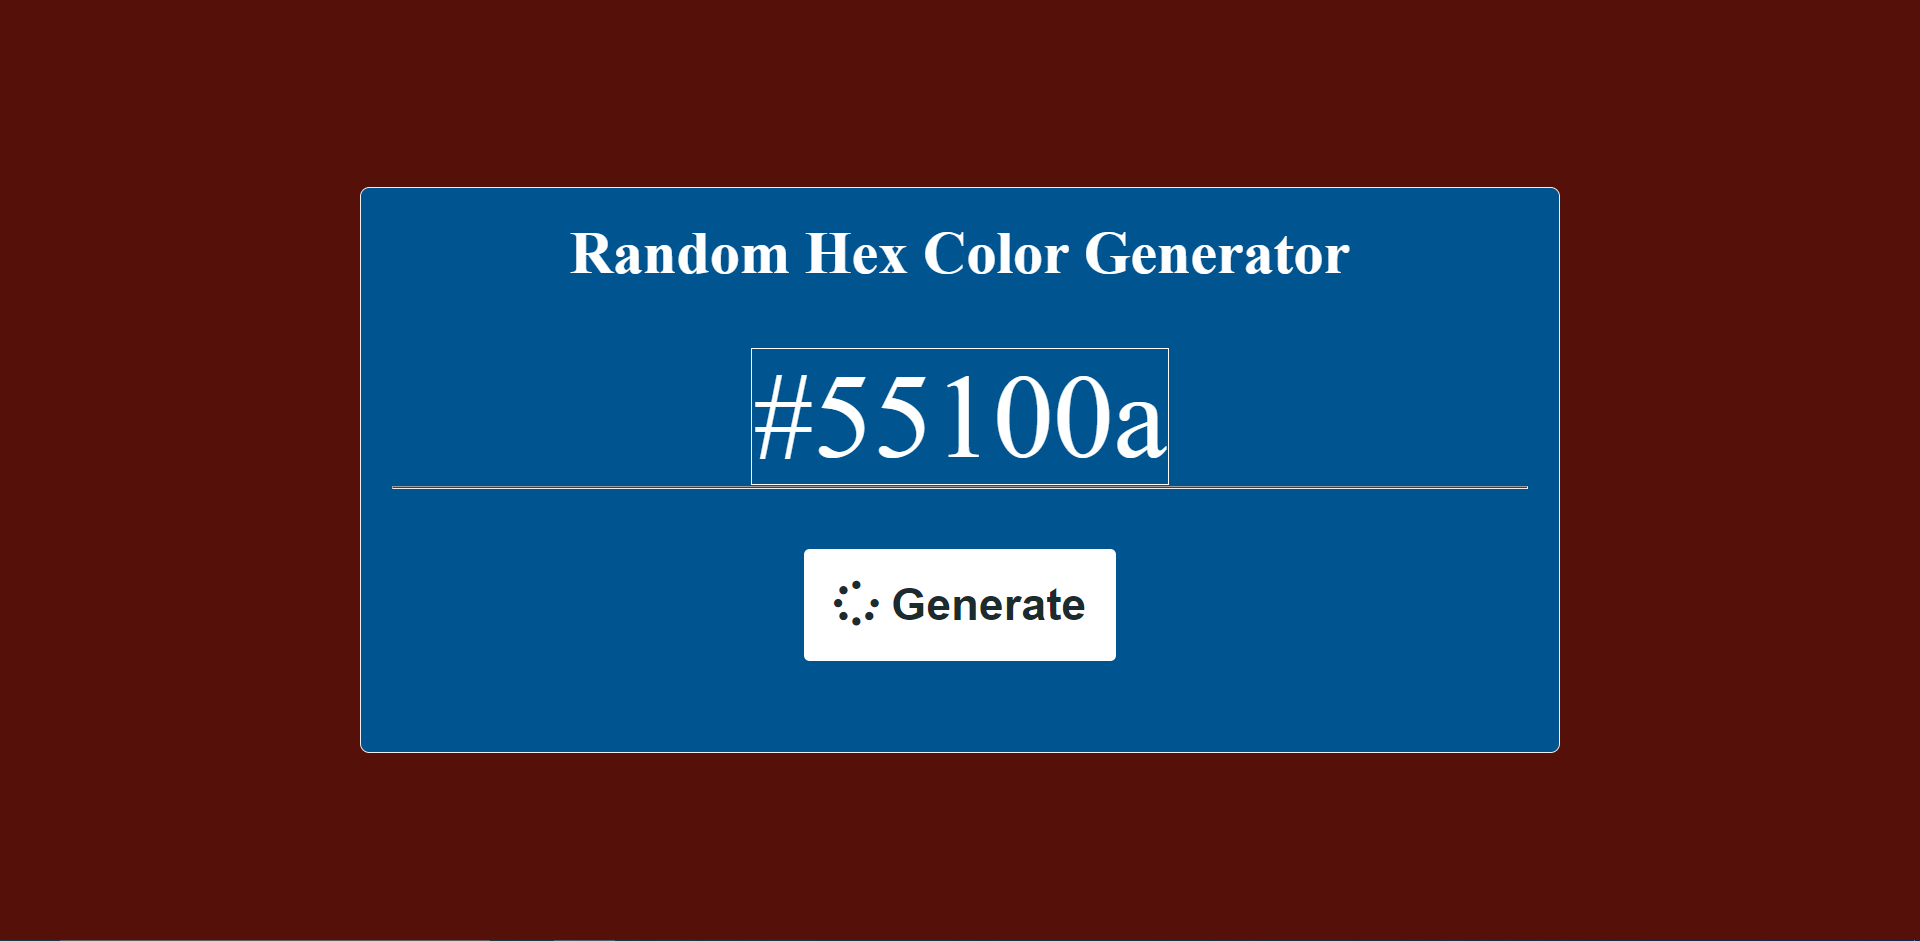 Random Hex Color Generator
#55100a
Generate